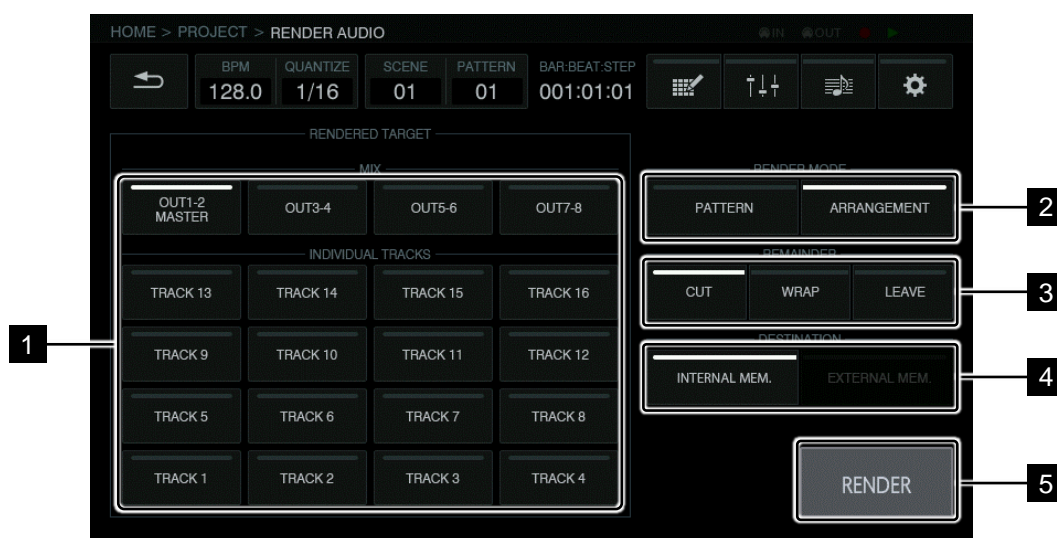 HOME > PROJECT > RENDER AUDIO
IN OUT
BPM QUANTIZE SCENE PATTERN BAR:BEAT:STEP
128.0 1/16 01 01 001:01:01
RENDERED TARGET
MIX
RENDER MODE
OUT1-2 MASTER OUT3-4 OUT5-6 OUT7-8
PATTERN ARRANGEMENT
2
INDIVIDUAL TRACKS
REMAINDER
TRACK 13 TRACK 14 TRACK 15 TRACK 16
CUT WRAP LEAVE
3
1
DESTINATION
TRACK 9 TRACK 10 TRACK 11 TRACK 12
INTERNAL MEM. EXTERNAL MEM.
4
TRACK 5 TRACK 6 TRACK 7 TRACK 8
TRACK 1 TRACK 2 TRACK 3 TRACK 4
RENDER
5